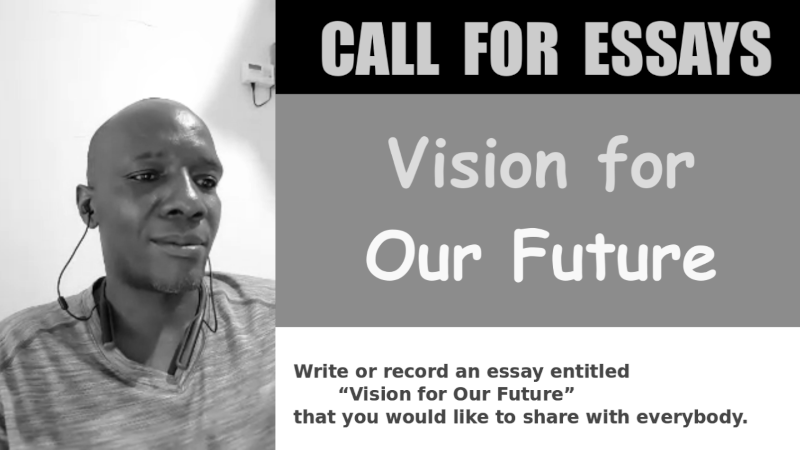 CALL FOR ESSAYS
Vision for
Our Future
Write or record an essay entitled
“Vision for Our Future”
that you would like to share with everybody.